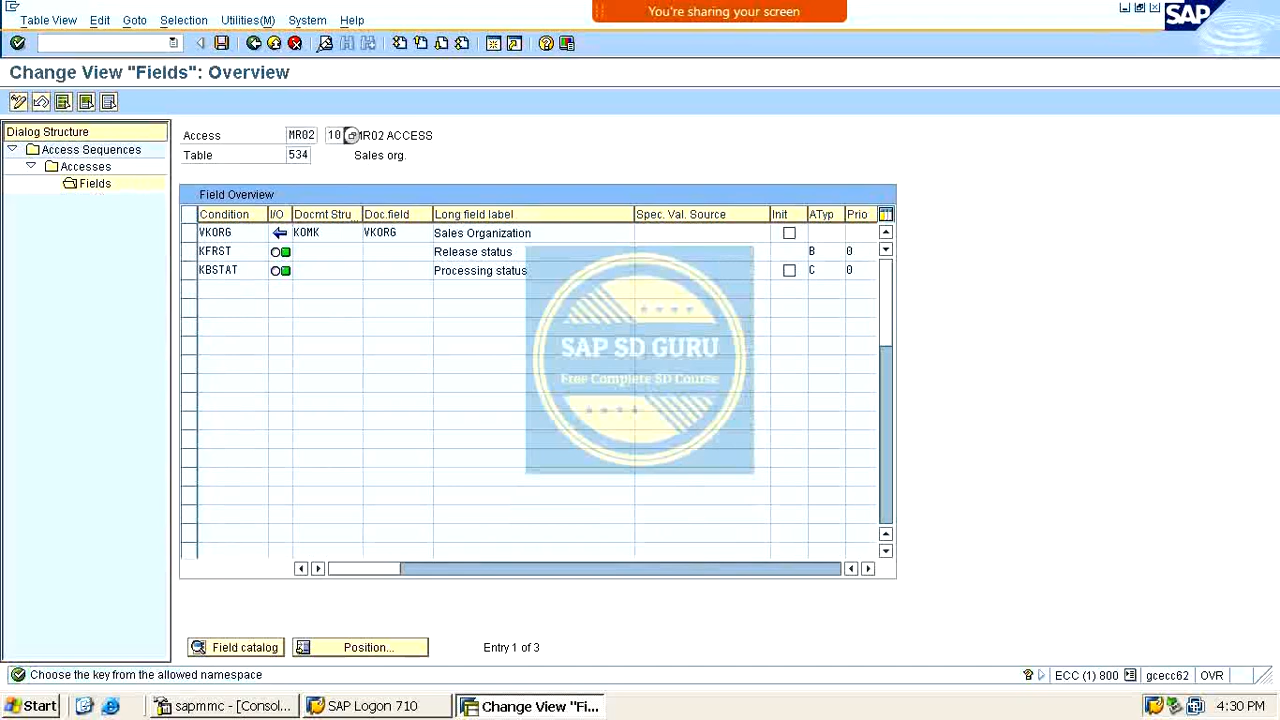 You're sharing your screen
Table View Edit Goto Selection Utilities(M) System Help
SAP
Change View "Fields": Overview
Dialog Structure
Access Sequences
Accesses
Fields
Access MR02 10 MR02 ACCESS
Table 534 Sales org.
Field Overview
Condition I/O Docmt Stru.. Doc.field Long field label Spec. Val. Source Init ATyp Prio
VKORG KOMK VKORG Sales Organization
KFRST Release status B 0
KBSTAT Processing status C 0
SAP SD GURU
Free Complete SD Course
Field catalog Position... Entry 1 of 3
Choose the key from the allowed namespace ECC (1) 800 gcecc62 OVR
Start sapmmc - [Consol... SAP Logon 710 Change View "Fi... 4:30 PM